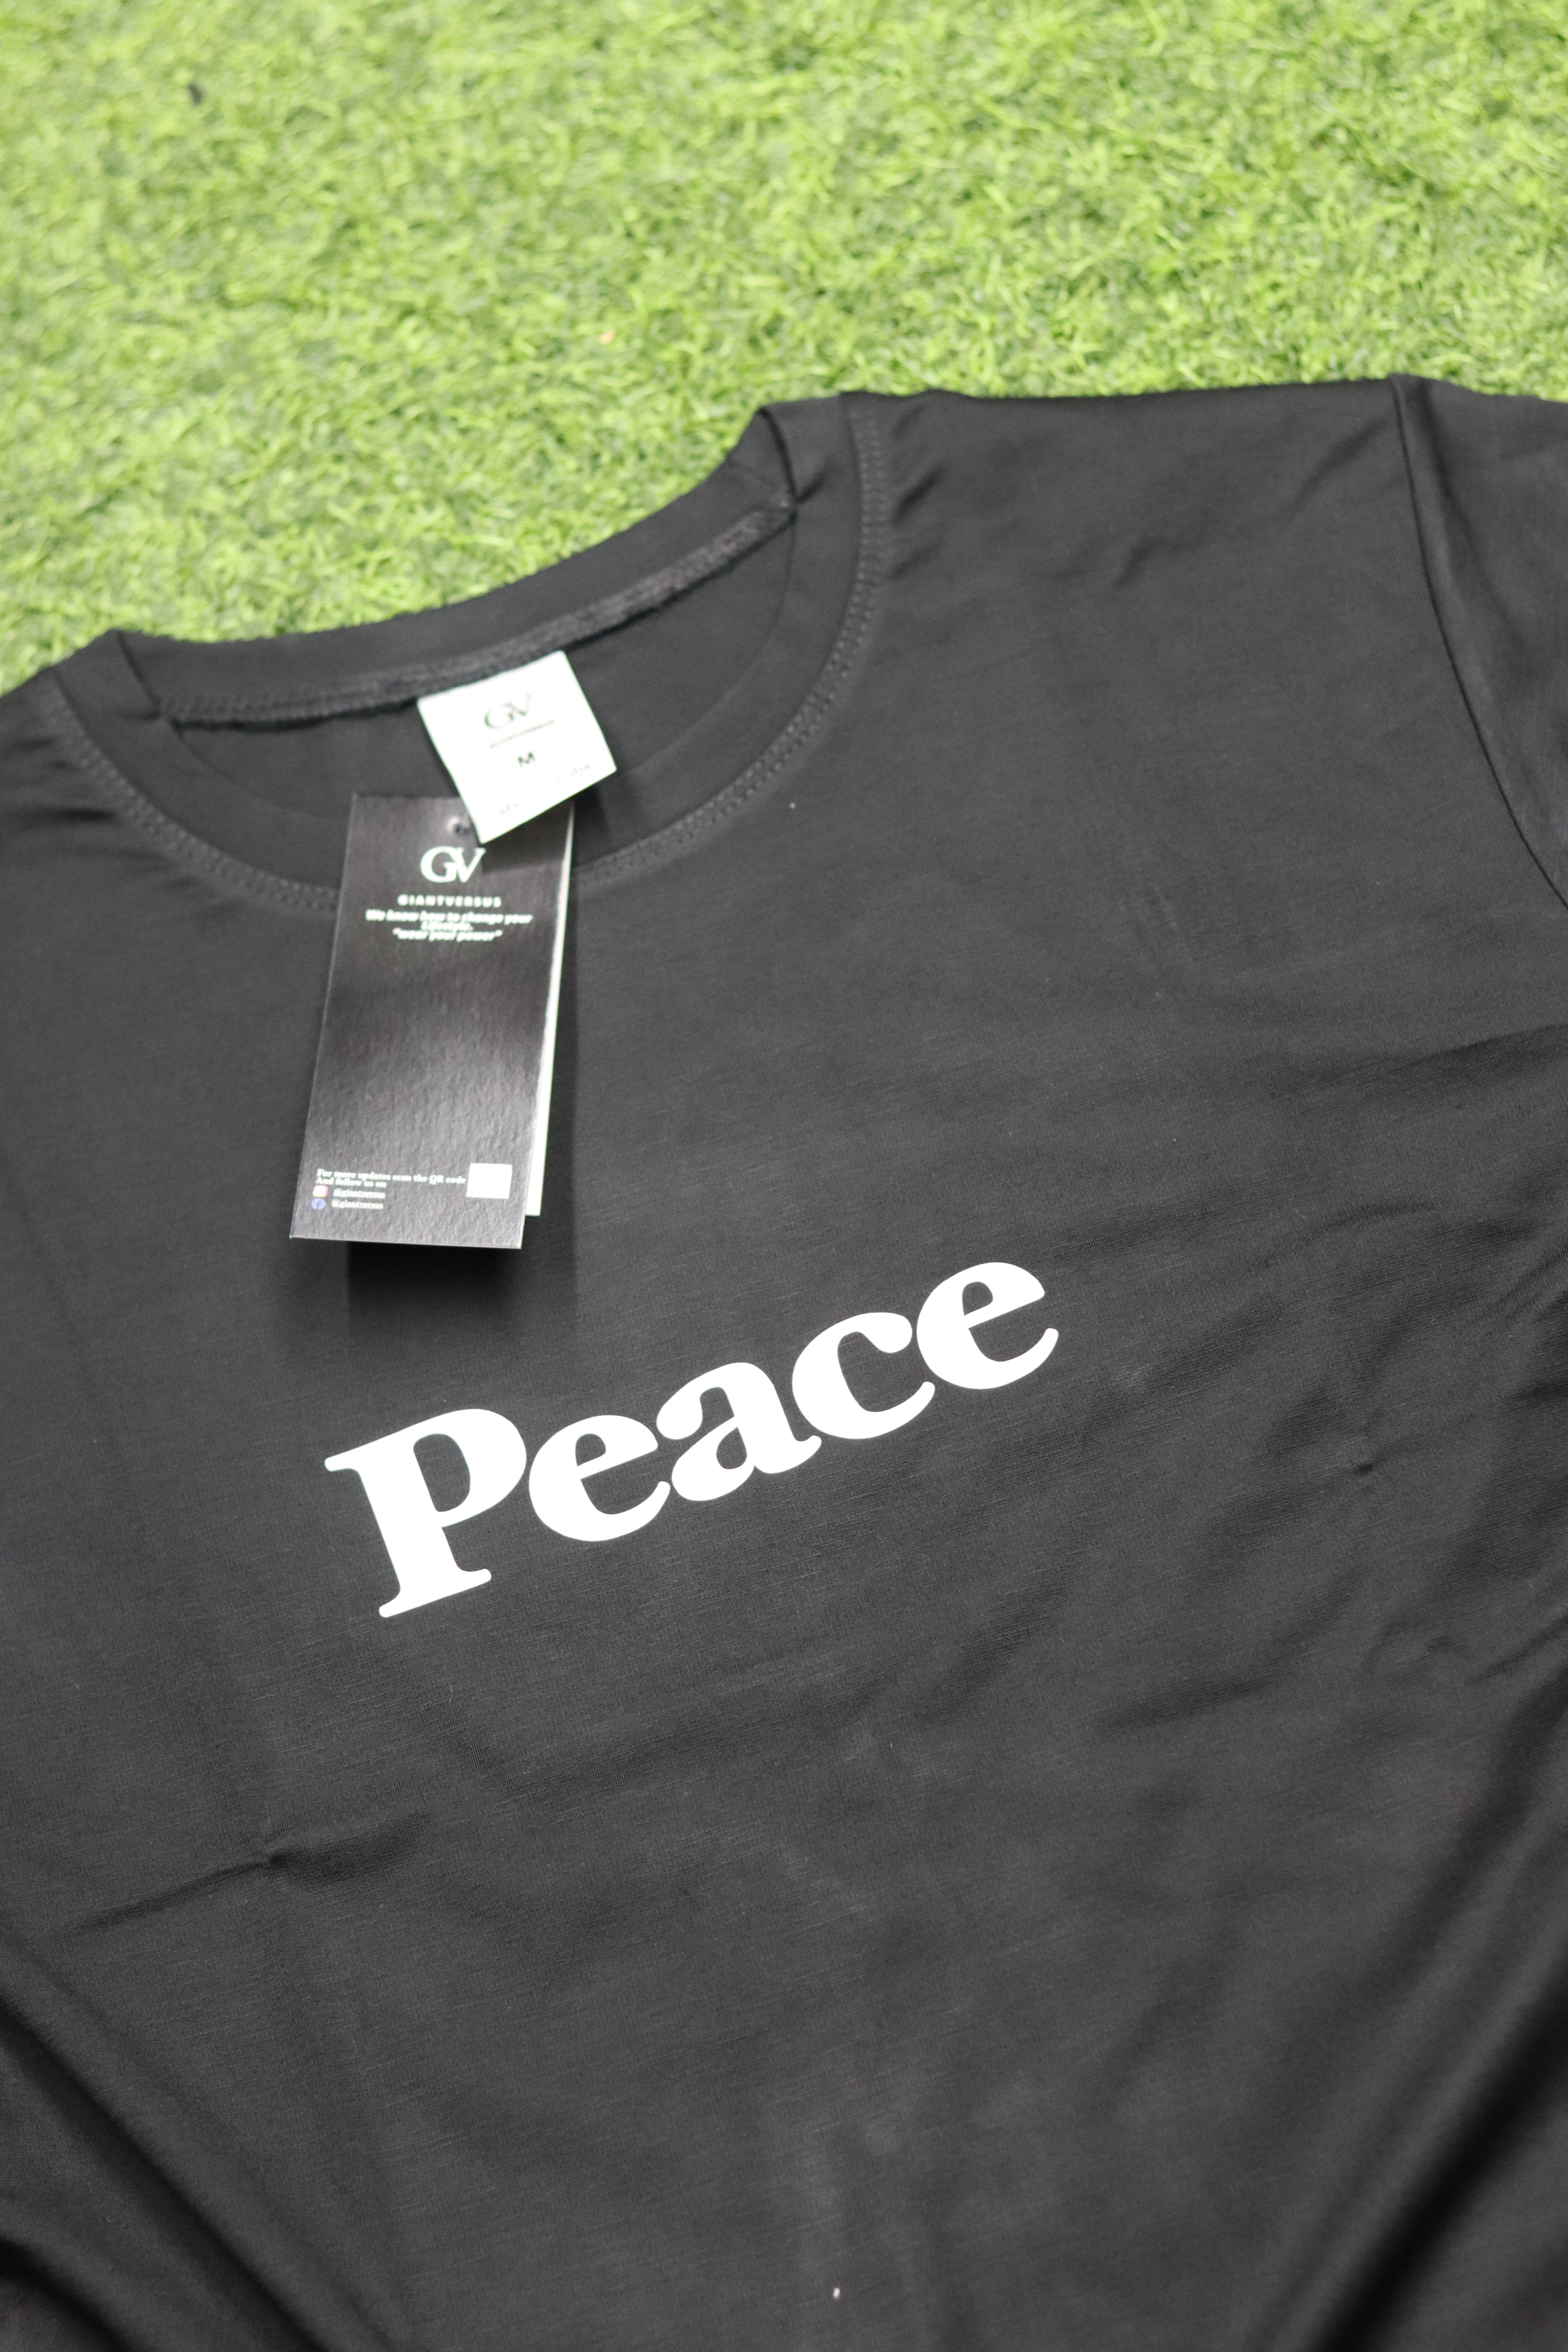 GV
M
GV
GIANTVERSUS
We know how to change your
Lifestyle.
"wear your power"
For more updates scan the QR code
And follow us on
Peace